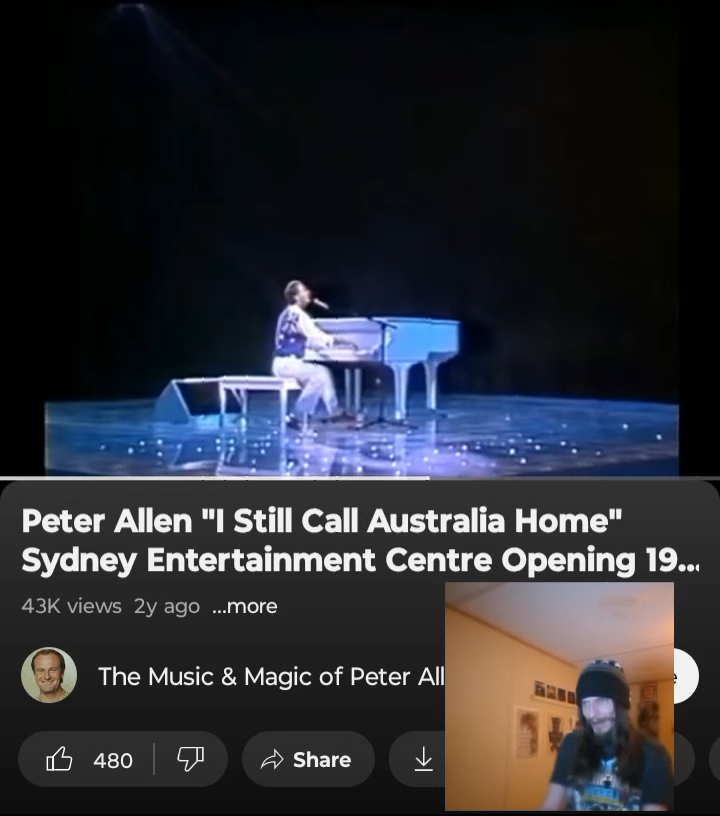 Peter Allen "I Still Call Australia Home"
Sydney Entertainment Centre Opening 19...
43K views 2y ago ...more
The Music & Magic of Peter All
480
Share